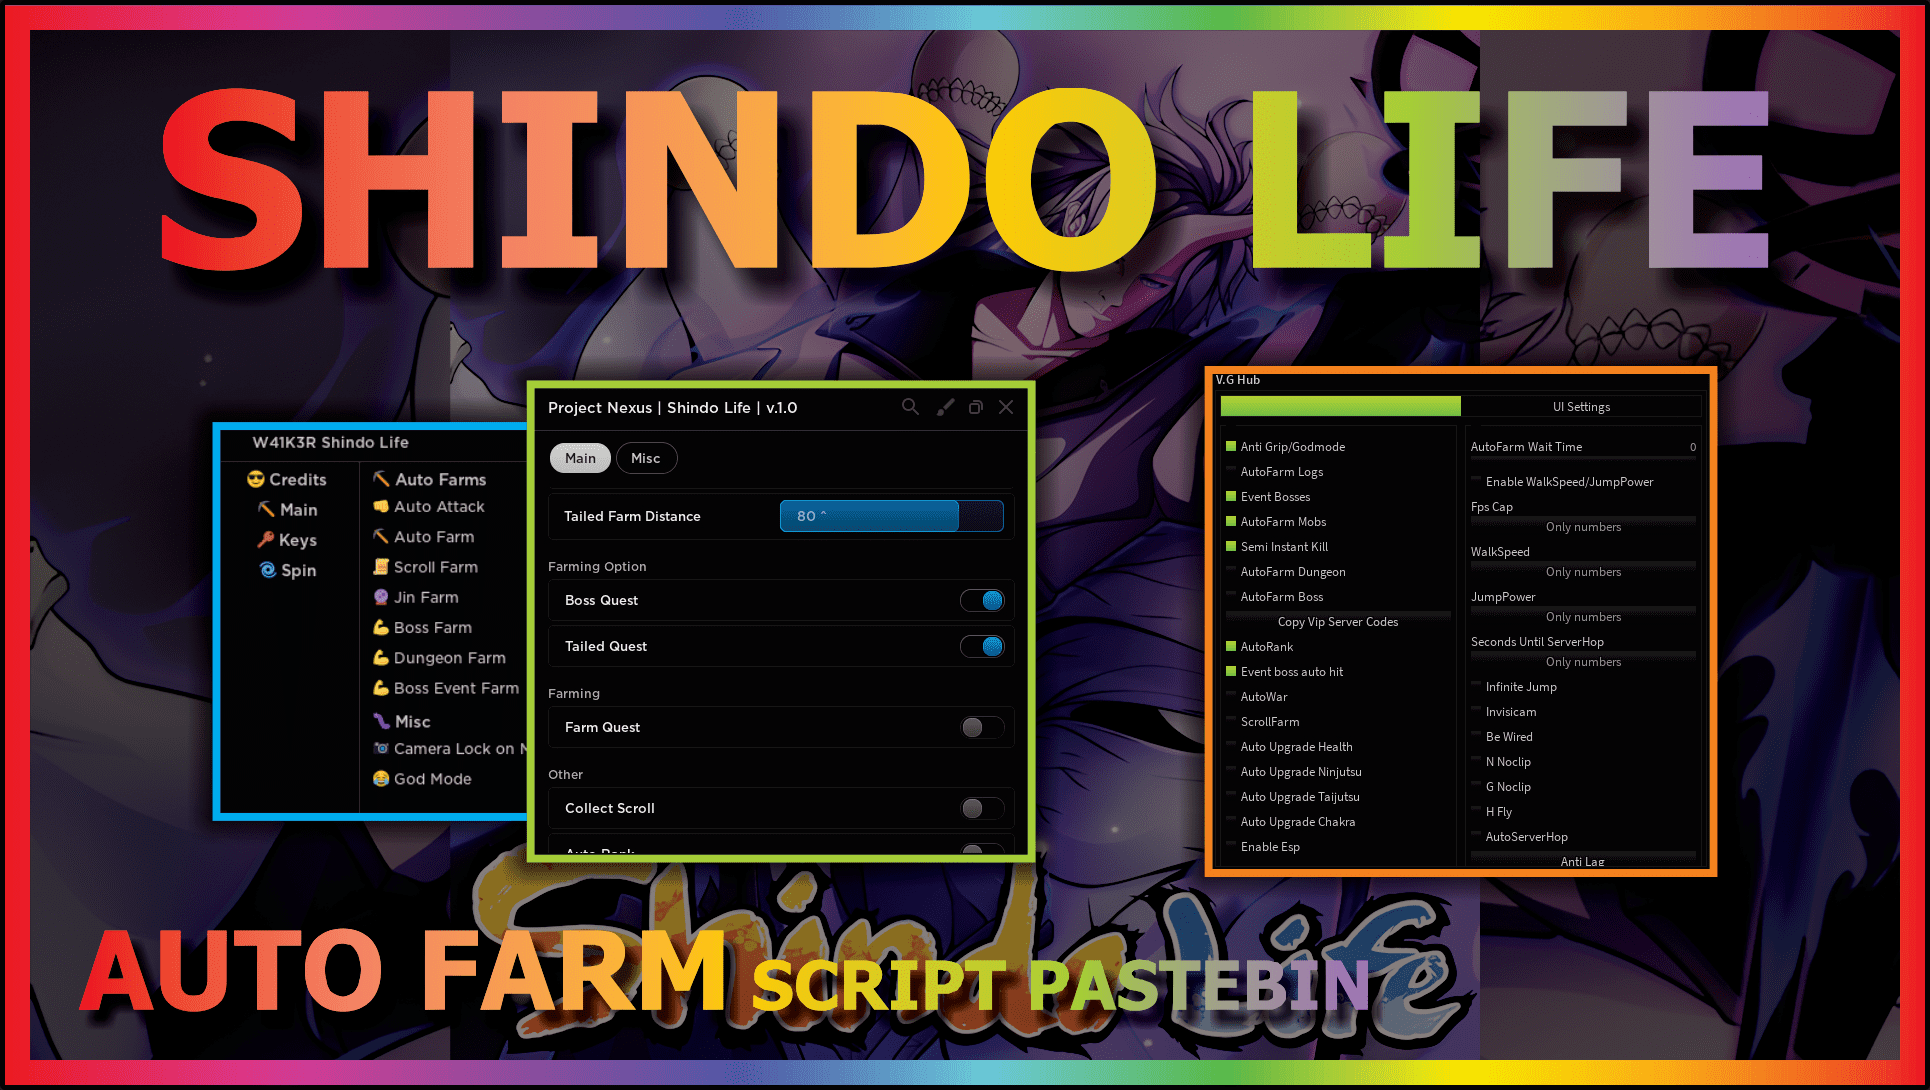 SHINDO LIFE
W41K3R Shindo Life
Credits
Main
Keys
Spin
Auto Farms
Auto Attack
Auto Farm
Scroll Farm
Jin Farm
Boss Farm
Dungeon Farm
Boss Event Farm
Misc
Camera Lock on
God Mode
Project Nexus | Shindo Life | v.1.0
Main Misc
Tailed Farm Distance 80 ^
Farming Option
Boss Quest
Tailed Quest
Farming
Farm Quest
Other
Collect Scroll
Auto Rank
V.G Hub
UI Settings
Anti Grip/Godmode
AutoFarm Logs
Event Bosses
AutoFarm Mobs
Semi Instant Kill
AutoFarm Dungeon
AutoFarm Boss
Copy Vip Server Codes
AutoRank
Event boss auto hit
AutoWar
ScrollFarm
Auto Upgrade Health
Auto Upgrade Ninjutsu
Auto Upgrade Taijutsu
Auto Upgrade Chakra
Enable Esp
AutoFarm Wait Time 0
Enable WalkSpeed/JumpPower
Fps Cap
Only numbers
WalkSpeed
Only numbers
JumpPower
Only numbers
Seconds Until ServerHop
Only numbers
Infinite Jump
Invisicam
Be Wired
N Noclip
G Noclip
H Fly
AutoServerHop
Anti Lag
Shindo Life
AUTO FARM SCRIPT PASTEBIN